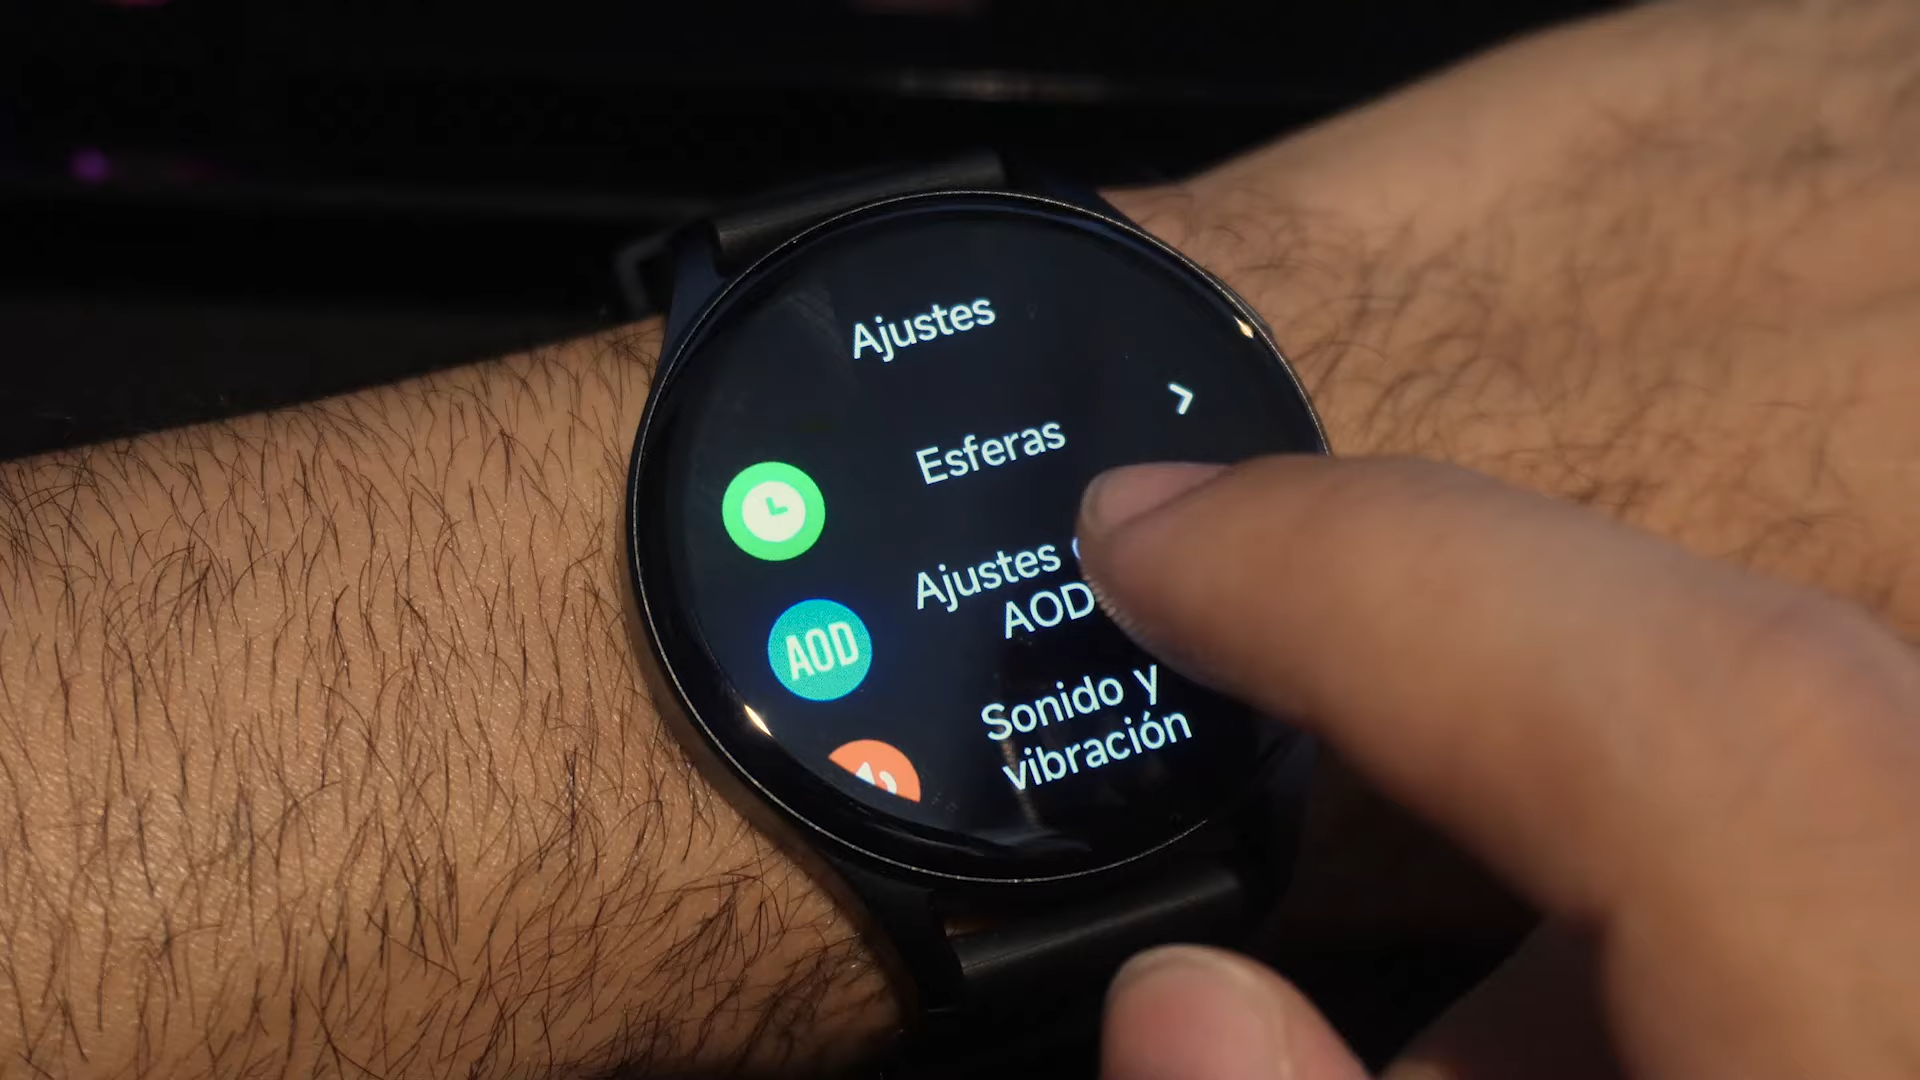 Ajustes
Esferas
Ajustes
AOD
AOD
Sonido y
vibración